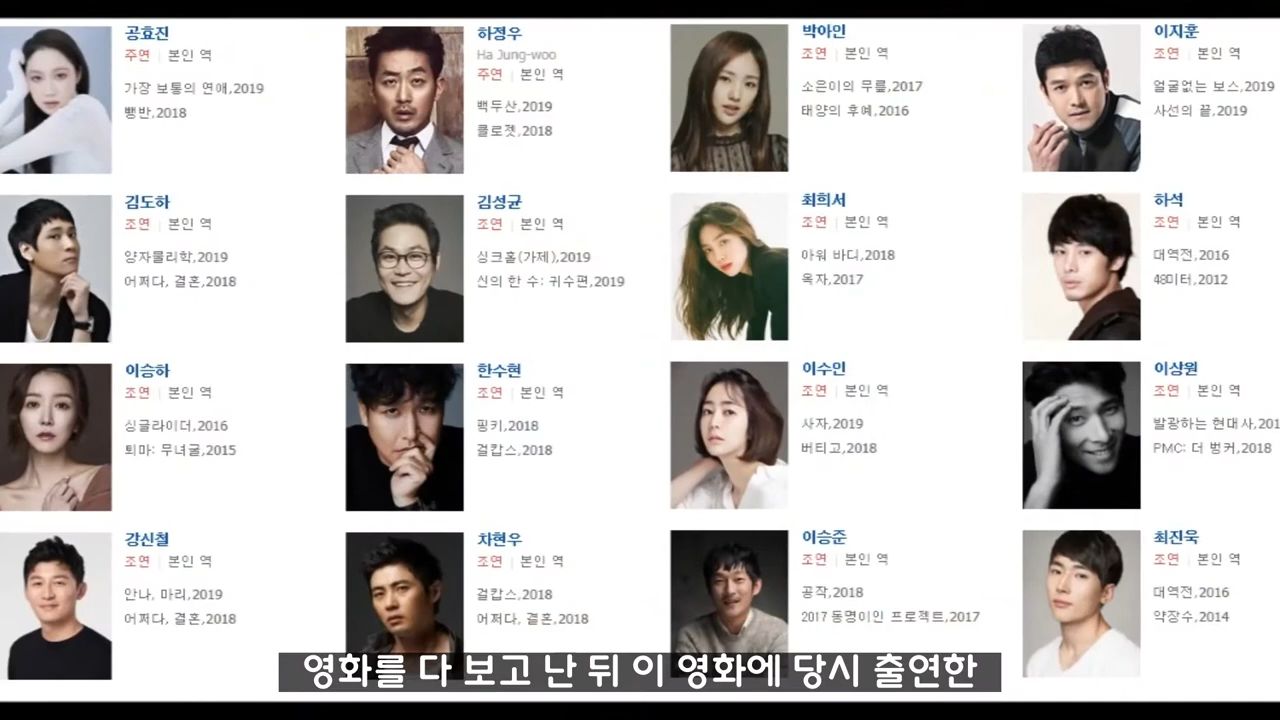 공효진
주연 | 본인 역
가장 보통의 연애,2019
뺑반,2018
하정우
Ha Jung-woo
주연 | 본인 역
백두산,2019
클로젯,2018
박아인
조연 | 본인 역
소은이의 무릎,2017
태양의 후예,2016
이지훈
조연 | 본인 역
얼굴없는 보스,2019
사선의 끝,2019
김도하
조연 | 본인 역
양자물리학,2019
어쩌다, 결혼,2018
김성균
조연 | 본인 역
싱크홀(가제),2019
신의 한 수: 귀수편,2019
최희서
조연 | 본인 역
아워 바디,2018
옥자,2017
하석
조연 | 본인 역
대역전,2016
48미터,2012
이승하
조연 | 본인 역
싱글라이더,2016
퇴마: 무녀굴,2015
한수현
조연 | 본인 역
핑키,2018
걸캅스,2018
이수인
조연 | 본인 역
사자,2019
버티고,2018
이상원
조연 | 본인 역
발광하는 현대사,201
PMC: 더 벙커,2018
강신철
조연 | 본인 역
안나, 마리,2019
어쩌다, 결혼,2018
차현우
조연 | 본인 역
걸캅스,2018
어쩌다, 결혼,2018
이승준
조연 | 본인 역
공작,2018
2017 동명이인 프로젝트,2017
최진욱
조연 | 본인 역
대역전,2016
약장수,2014
영화를 다 보고 난 뒤 이 영화에 당시 출연한